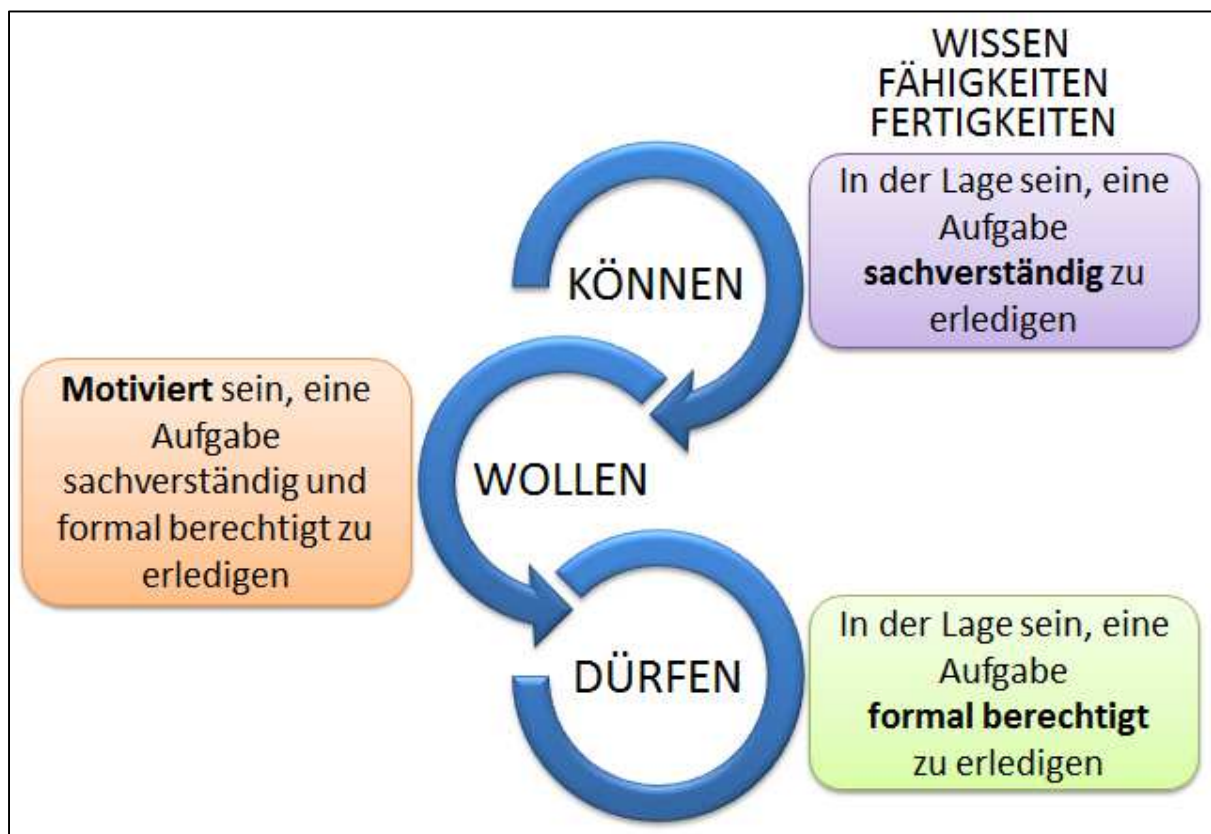 WISSEN
FÄHIGKEITEN
FERTIGKEITEN
KÖNNEN
In der Lage sein, eine
Aufgabe
sachverständig zu
erledigen
Motiviert sein, eine
Aufgabe
sachverständig und
formal berechtigt zu
erledigen
WOLLEN
DÜRFEN
In der Lage sein, eine
Aufgabe
formal berechtigt
zu erledigen